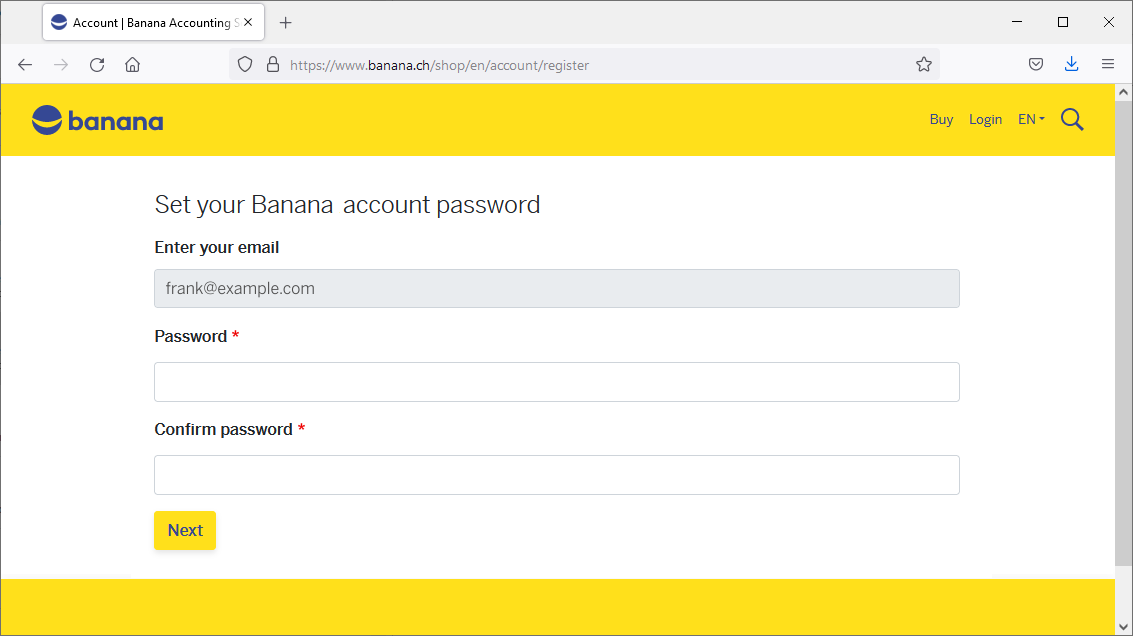 Account | Banana Accounting S
https://www.banana.ch/shop/en/account/register
banana
Buy Login EN
Set your Banana account password
Enter your email
frank@example.com
Password *
Confirm password *
Next